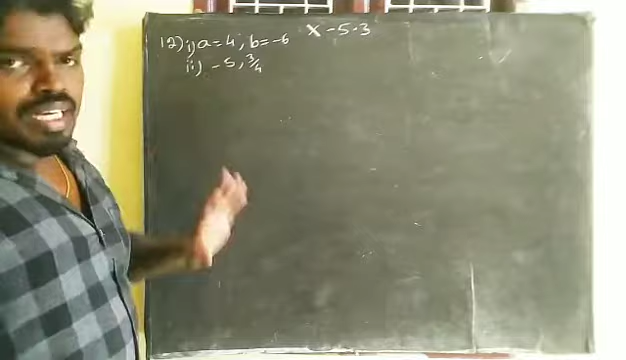 X - 5.3
12) i) a = 4, b = -6
ii) -5, 3/4